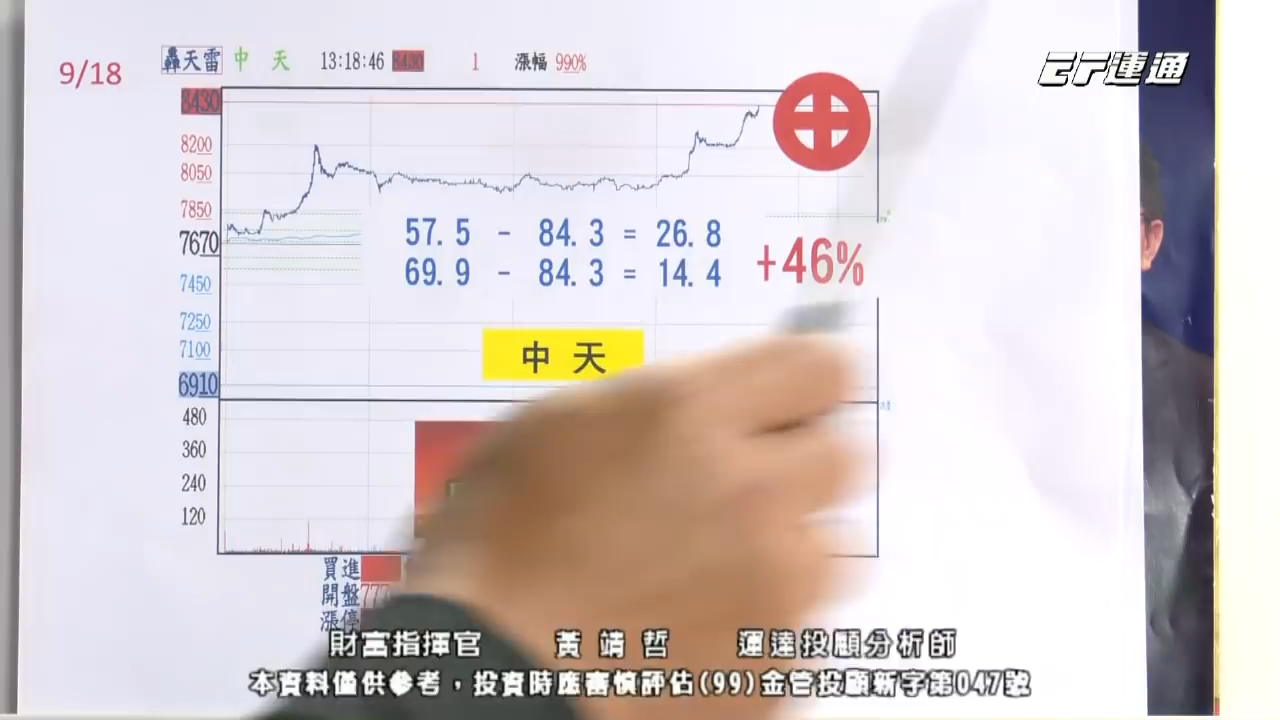 9/18
轟天雷 中 天 13:18:46 8430 1 漲幅 990%
EF運通
8430
8200
8050
7850
7670
7450
7250
7100
6910
480
360
240
120
57.5 - 84.3 = 26.8
69.9 - 84.3 = 14.4
+46%
中 天
買進
開盤 777
漲停
財富指揮官 黃靖哲 運達投顧分析師
本資料僅供參考，投資時應審慎評估(99)金管投顧新字第047號